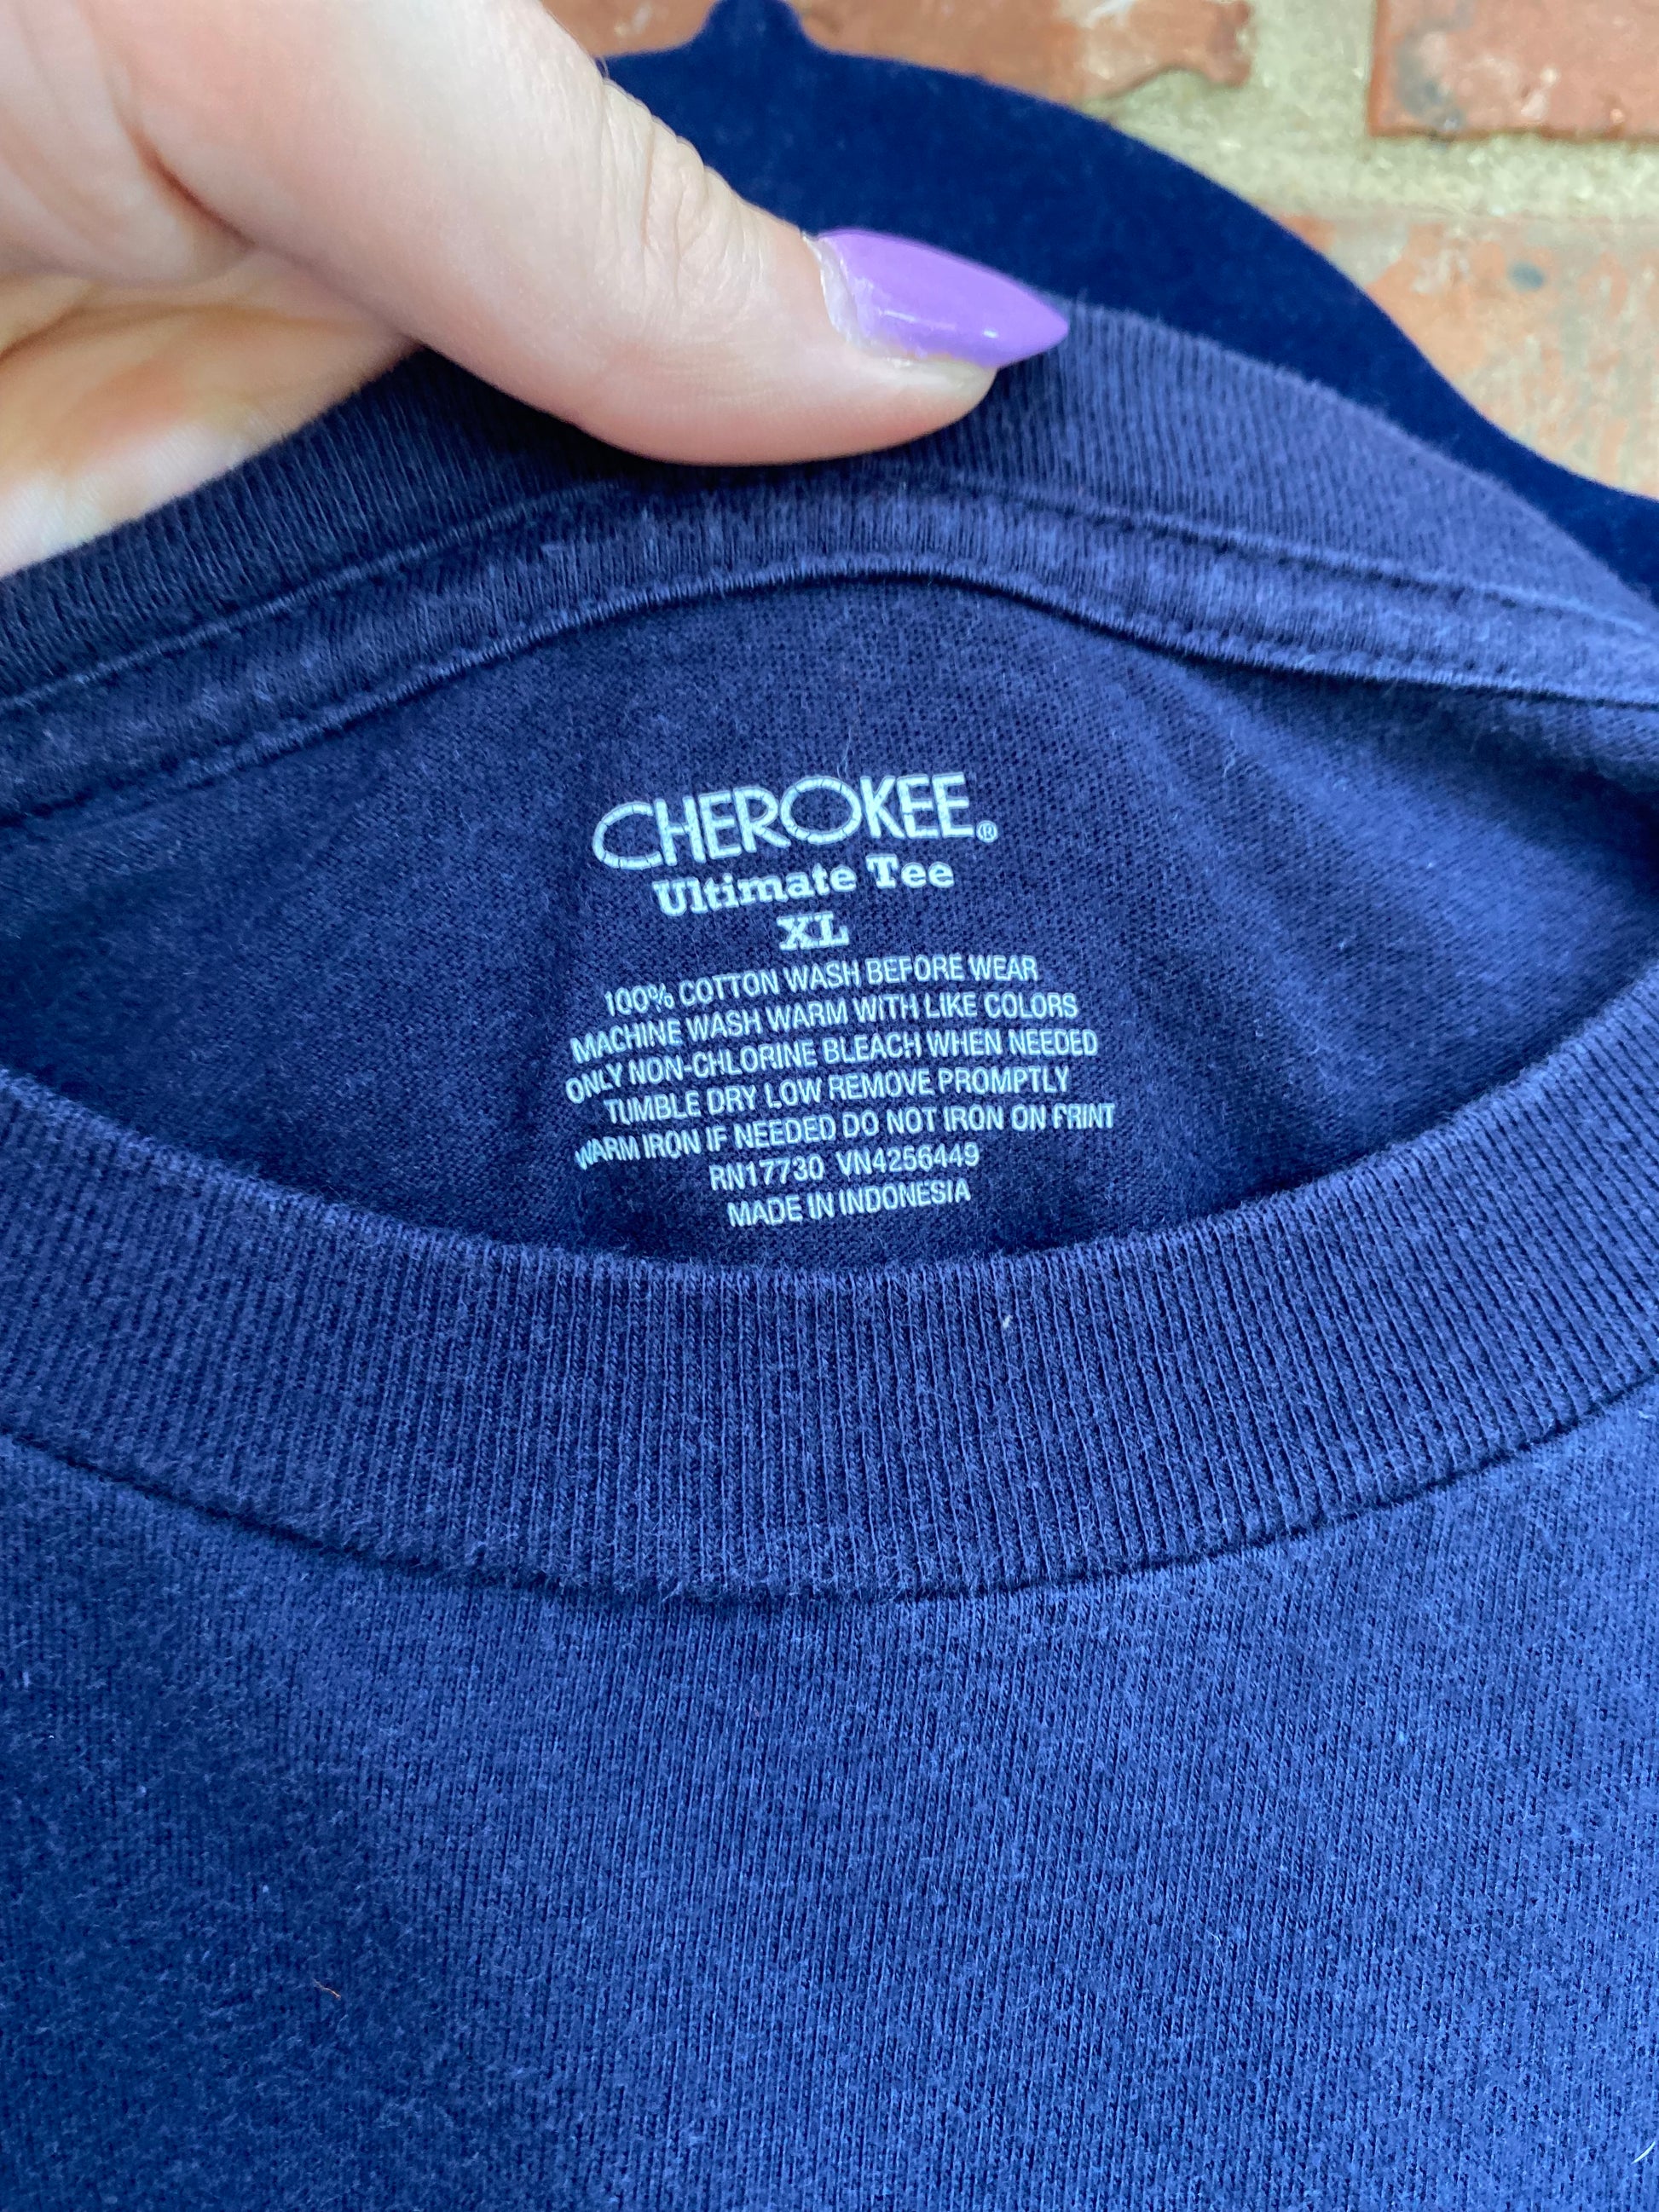 CHEROKEE®
Ultimate Tee
XL
100% COTTON WASH BEFORE WEAR
MACHINE WASH WARM WITH LIKE COLORS
ONLY NON-CHLORINE BLEACH WHEN NEEDED
TUMBLE DRY LOW REMOVE PROMPTLY
WARM IRON IF NEEDED DO NOT IRON ON PRINT
RN17730 VN4256449
MADE IN INDONESIA